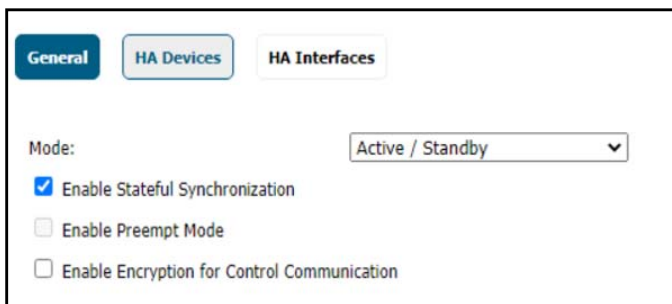 General HA Devices HA Interfaces
Mode: Active / Standby
Enable Stateful Synchronization
Enable Preempt Mode
Enable Encryption for Control Communication